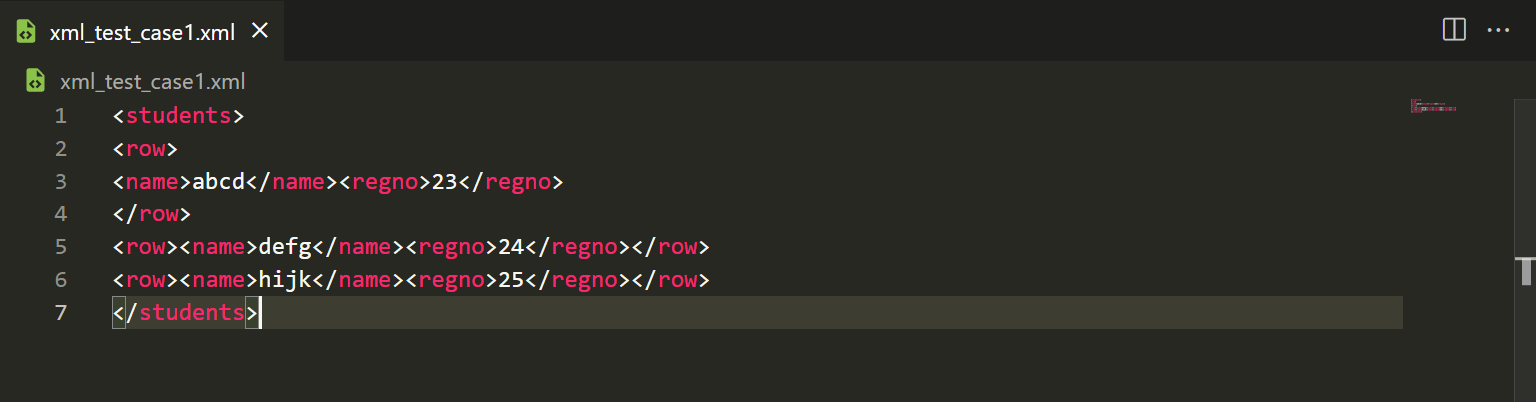 xml_test_case1.xml
xml_test_case1.xml
1 <students>
2 <row>
3 <name>abcd</name><regno>23</regno>
4 </row>
5 <row><name>defg</name><regno>24</regno></row>
6 <row><name>hijk</name><regno>25</regno></row>
7 </students>